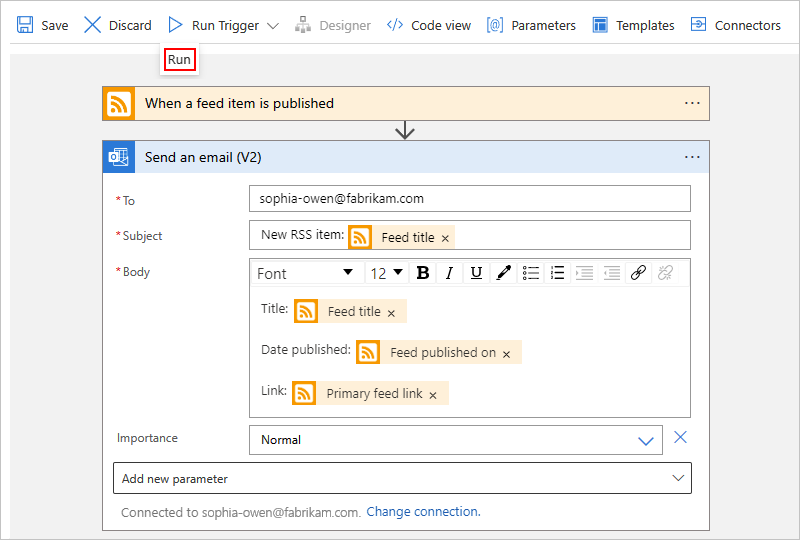 Save Discard Run Trigger Designer Code view Parameters Templates Connectors
Run
When a feed item is published
Send an email (V2)
*To sophia-owen@fabrikam.com
*Subject New RSS item: Feed title ×
*Body Font 12 B I U
Title: Feed title ×
Date published: Feed published on ×
Link: Primary feed link ×
Importance Normal
Add new parameter
Connected to sophia-owen@fabrikam.com. Change connection.